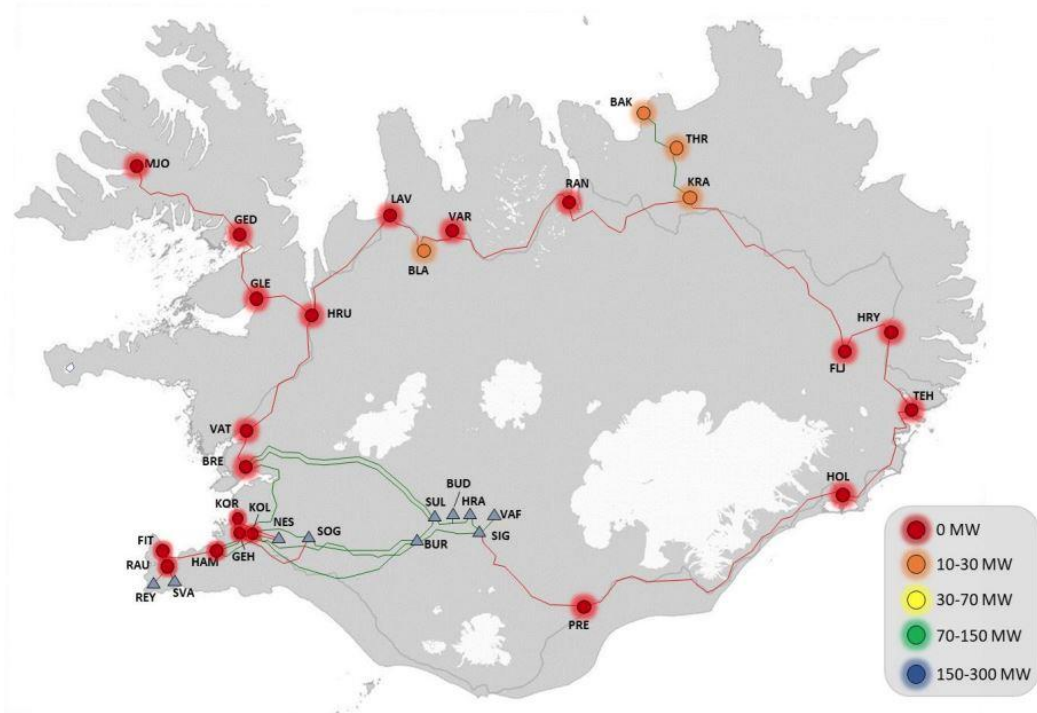 BAK
THR
MJO
KRA
RAN
LAV
VAR
GED
BLA
GLE
HRU
HRY
FLJ
TEH
VAT
BRE
HOL
BUD
HRA
KOR
KOL
SUL
VAF
NES
SOG
SIG
FIT
BUR
GEH
HAM
RAU
REY
SVA
PRE
0 MW
10-30 MW
30-70 MW
70-150 MW
150-300 MW